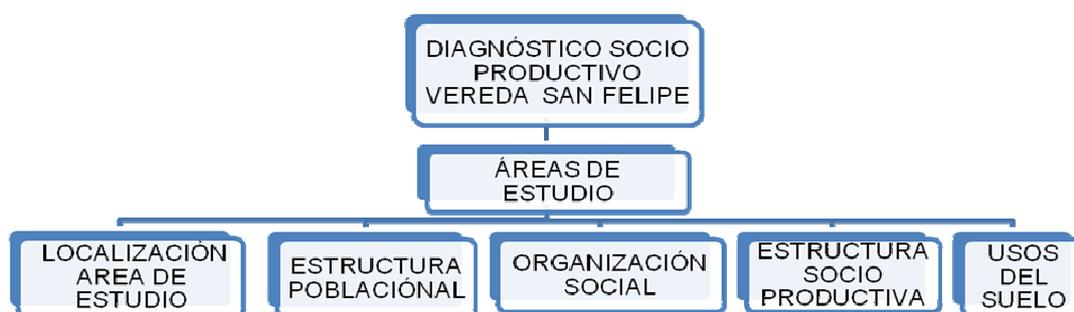 DIAGNÓSTICO SOCIO
PRODUCTIVO
VEREDA SAN FELIPE
ÁREAS DE
ESTUDIO
LOCALIZACIÓN
AREA DE
ESTUDIO
ESTRUCTURA
POBLACIÓNAL
ORGANIZACIÓN
SOCIAL
ESTRUCTURA
SOCIO
PRODUCTIVA
USOS
DEL
SUELO